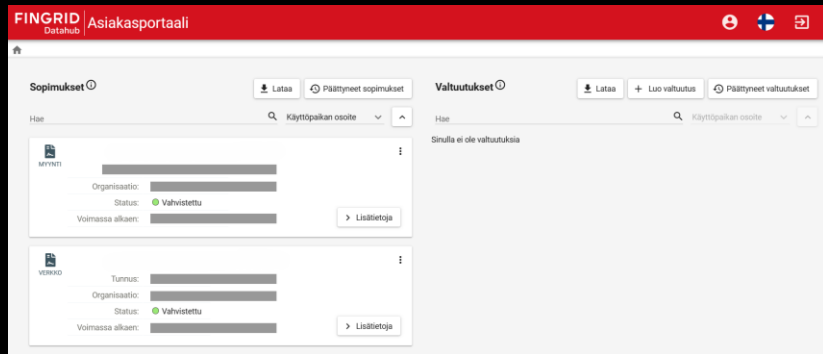 FINGRID
Datahub
Asiakasportaali
Sopimukset
Lataa
Päättyneet sopimukset
Hae
Käyttöpaikan osoite
MYYNTI
Organisaatio:
Status: Vahvistettu
Voimassa alkaen:
Lisätietoja
VERKKO
Tunnus:
Organisaatio:
Status: Vahvistettu
Voimassa alkaen:
Lisätietoja
Valtuutukset
Lataa
+ Luo valtuutus
Päättyneet valtuutukset
Hae
Käyttöpaikan osoite
Sinulla ei ole valtuutuksia